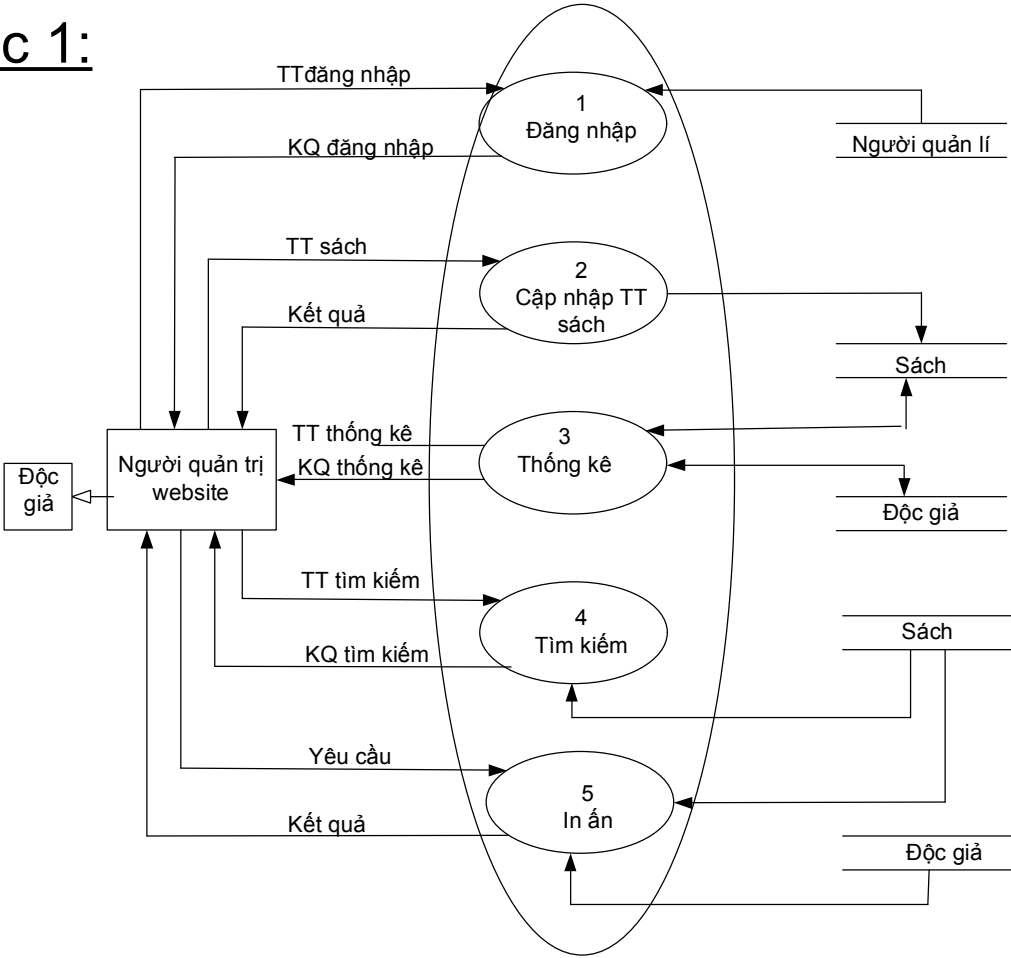 c 1:
TTđăng nhập
1
Đăng nhập
KQ đăng nhập
Người quản lí
TT sách
2
Cập nhập TT
sách
Kết quả
Sách
TT thống kê
3
Thống kê
KQ thống kê
Người quản trị
website
Độc
giả
Độc giả
TT tìm kiếm
4
Tìm kiếm
KQ tìm kiếm
Sách
Yêu cầu
5
In ấn
Kết quả
Độc giả